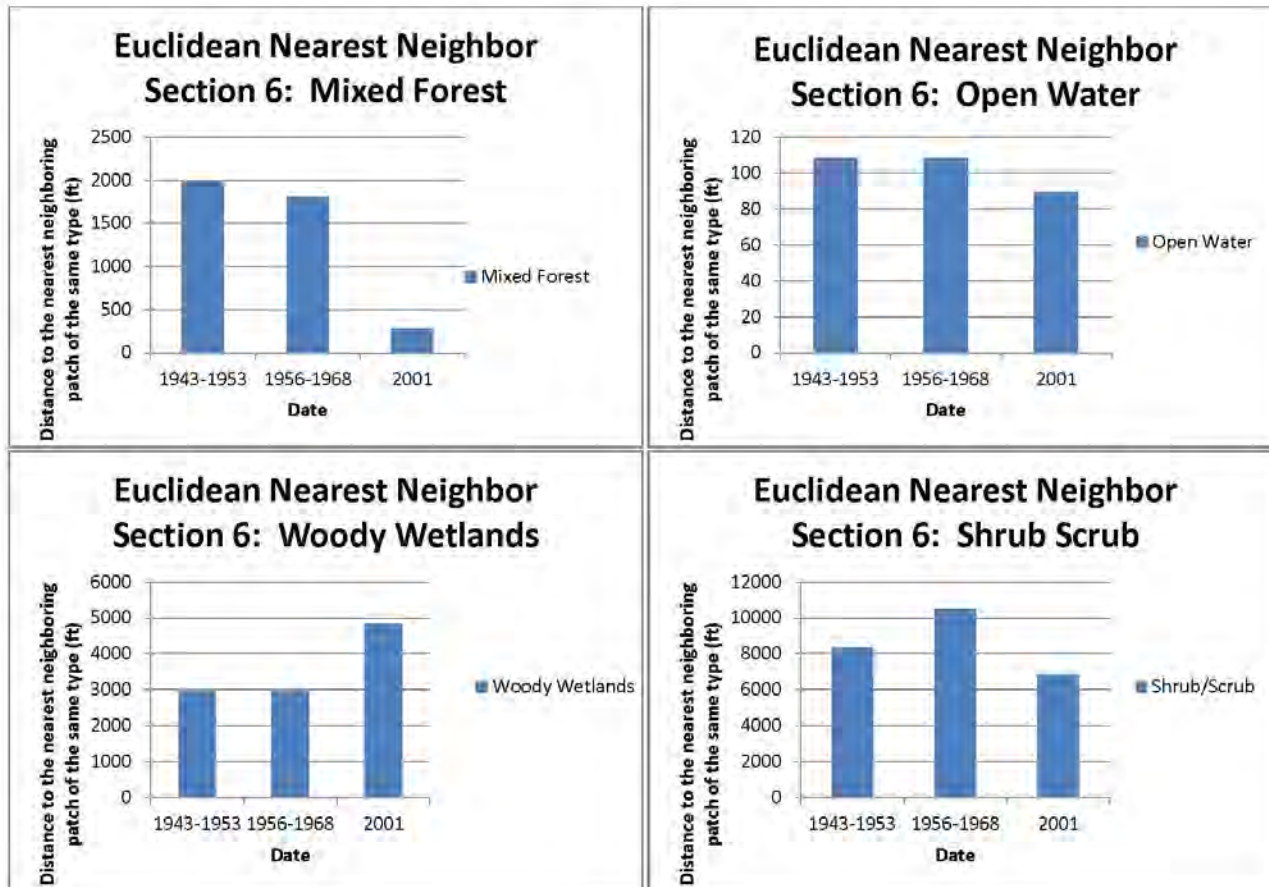 Euclidean Nearest Neighbor
Section 6:  Mixed Forest
Distance to the nearest neighboring
patch of the same type (ft)
2500
2000
1500
1000
500
0
1943-1953
1956-1968
2001
Date
Mixed Forest
Euclidean Nearest Neighbor
Section 6:  Open Water
Distance to the nearest neighboring
patch of the same type (ft)
120
100
80
60
40
20
0
1943-1953
1956-1968
2001
Date
Open Water
Euclidean Nearest Neighbor
Section 6:  Woody Wetlands
Distance to the nearest neighboring
patch of the same type (ft)
6000
5000
4000
3000
2000
1000
0
1943-1953
1956-1968
2001
Date
Woody Wetlands
Euclidean Nearest Neighbor
Section 6:  Shrub Scrub
Distance to the nearest neighboring
patch of the same type (ft)
12000
10000
8000
6000
4000
2000
0
1943-1953
1956-1968
2001
Date
Shrub/Scrub